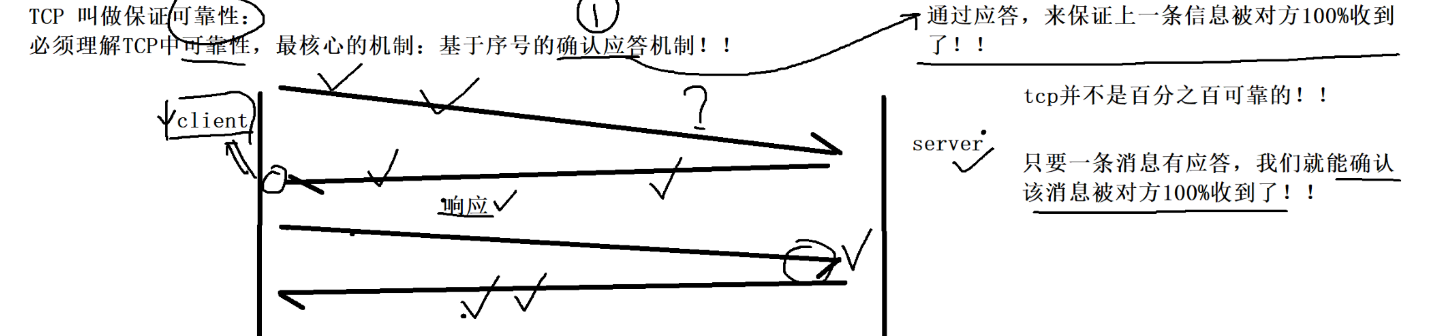 TCP 叫做保证可靠性：
必须理解TCP中可靠性，最核心的机制：基于序号的确认应答机制！！
1
通过应答，来保证上一条信息被对方100%收到
了！！
tcp并不是百分之百可靠的！！
?
client
server
只要一条消息有应答，我们就能确认
该消息被对方100%收到了！！
响应